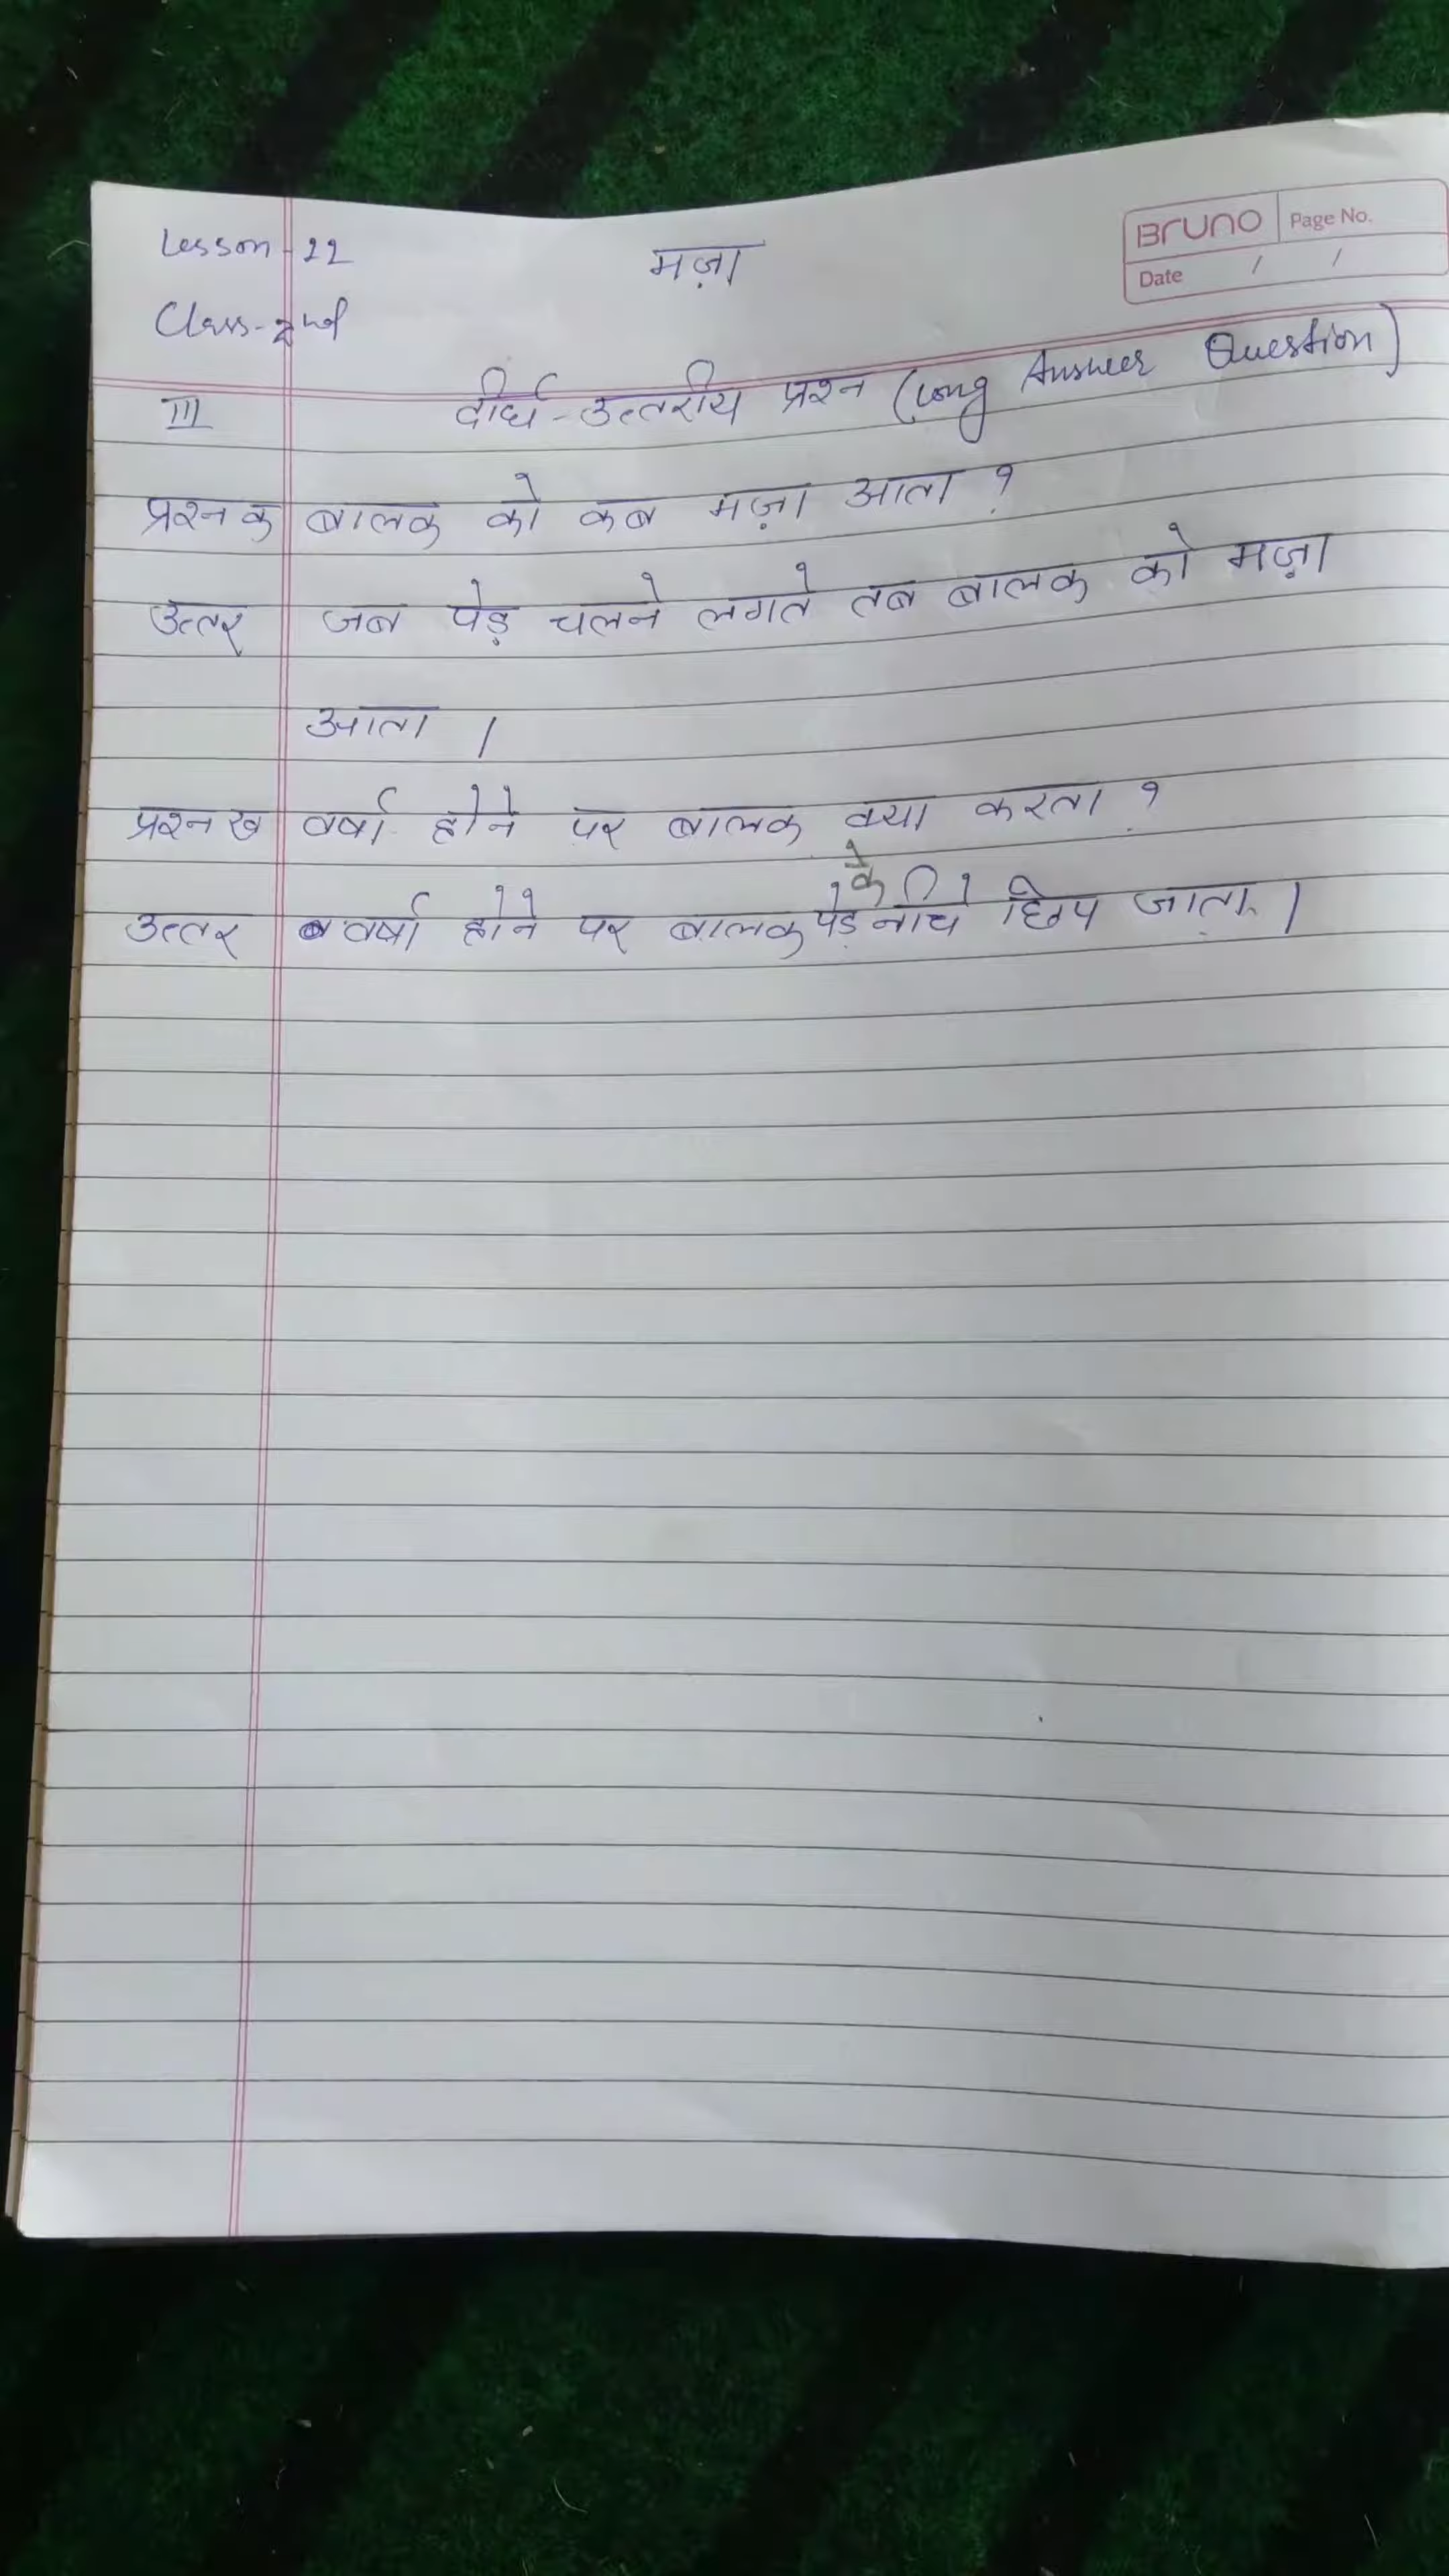 Lesson-22 मज़ा BRUNO Page No.
Date / /
Class-2nd
III दीर्घ-उत्तरीय प्रश्न (Long Answer Question)
प्रश्न क बालक को कब मज़ा आता ?
उत्तर जब पेड़ चलने लगते तब बालक को मज़ा
आता ।
प्रश्न ख वर्षा होने पर बालक क्या करता ?
उत्तर वर्षा होने पर बालक पेड़ के नीचे छिप जाता ।